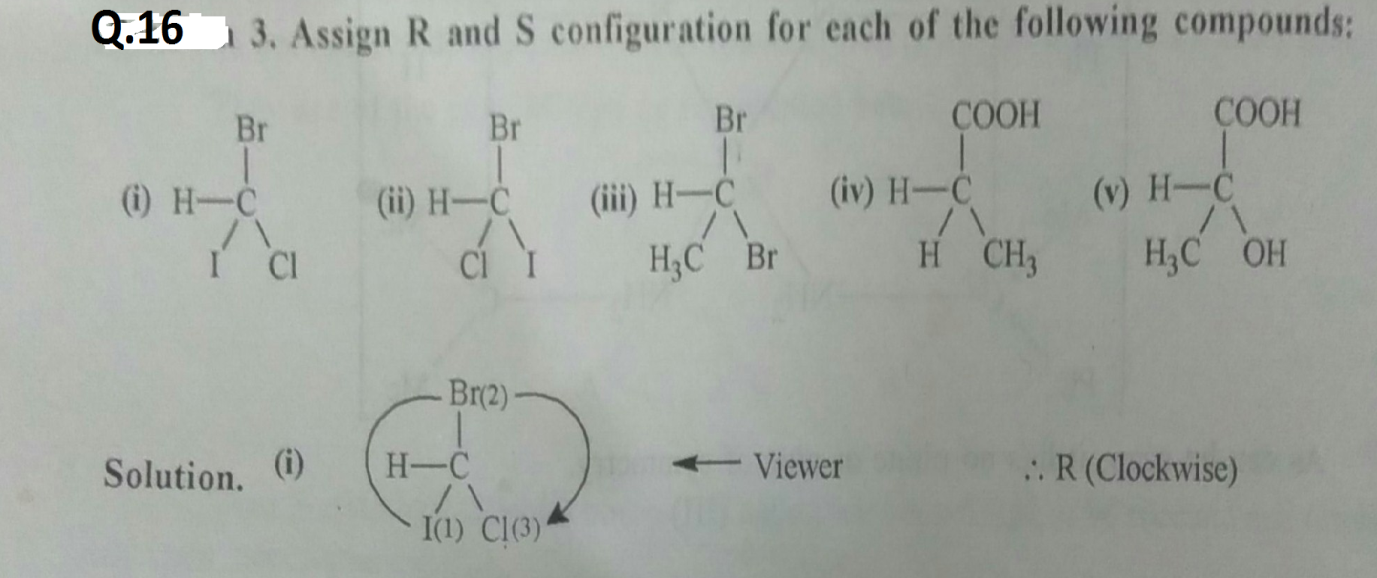 Q.16 3. Assign R and S configuration for each of the following compounds:
Br Br Br COOH COOH
(i) H—C (ii) H—C (iii) H—C (iv) H—C (v) H—C
I Cl Cl I H₃C Br H CH₃ H₃C OH
Br(2)
Solution. (i) H—C Viewer ∴ R (Clockwise)
I(1) Cl(3)